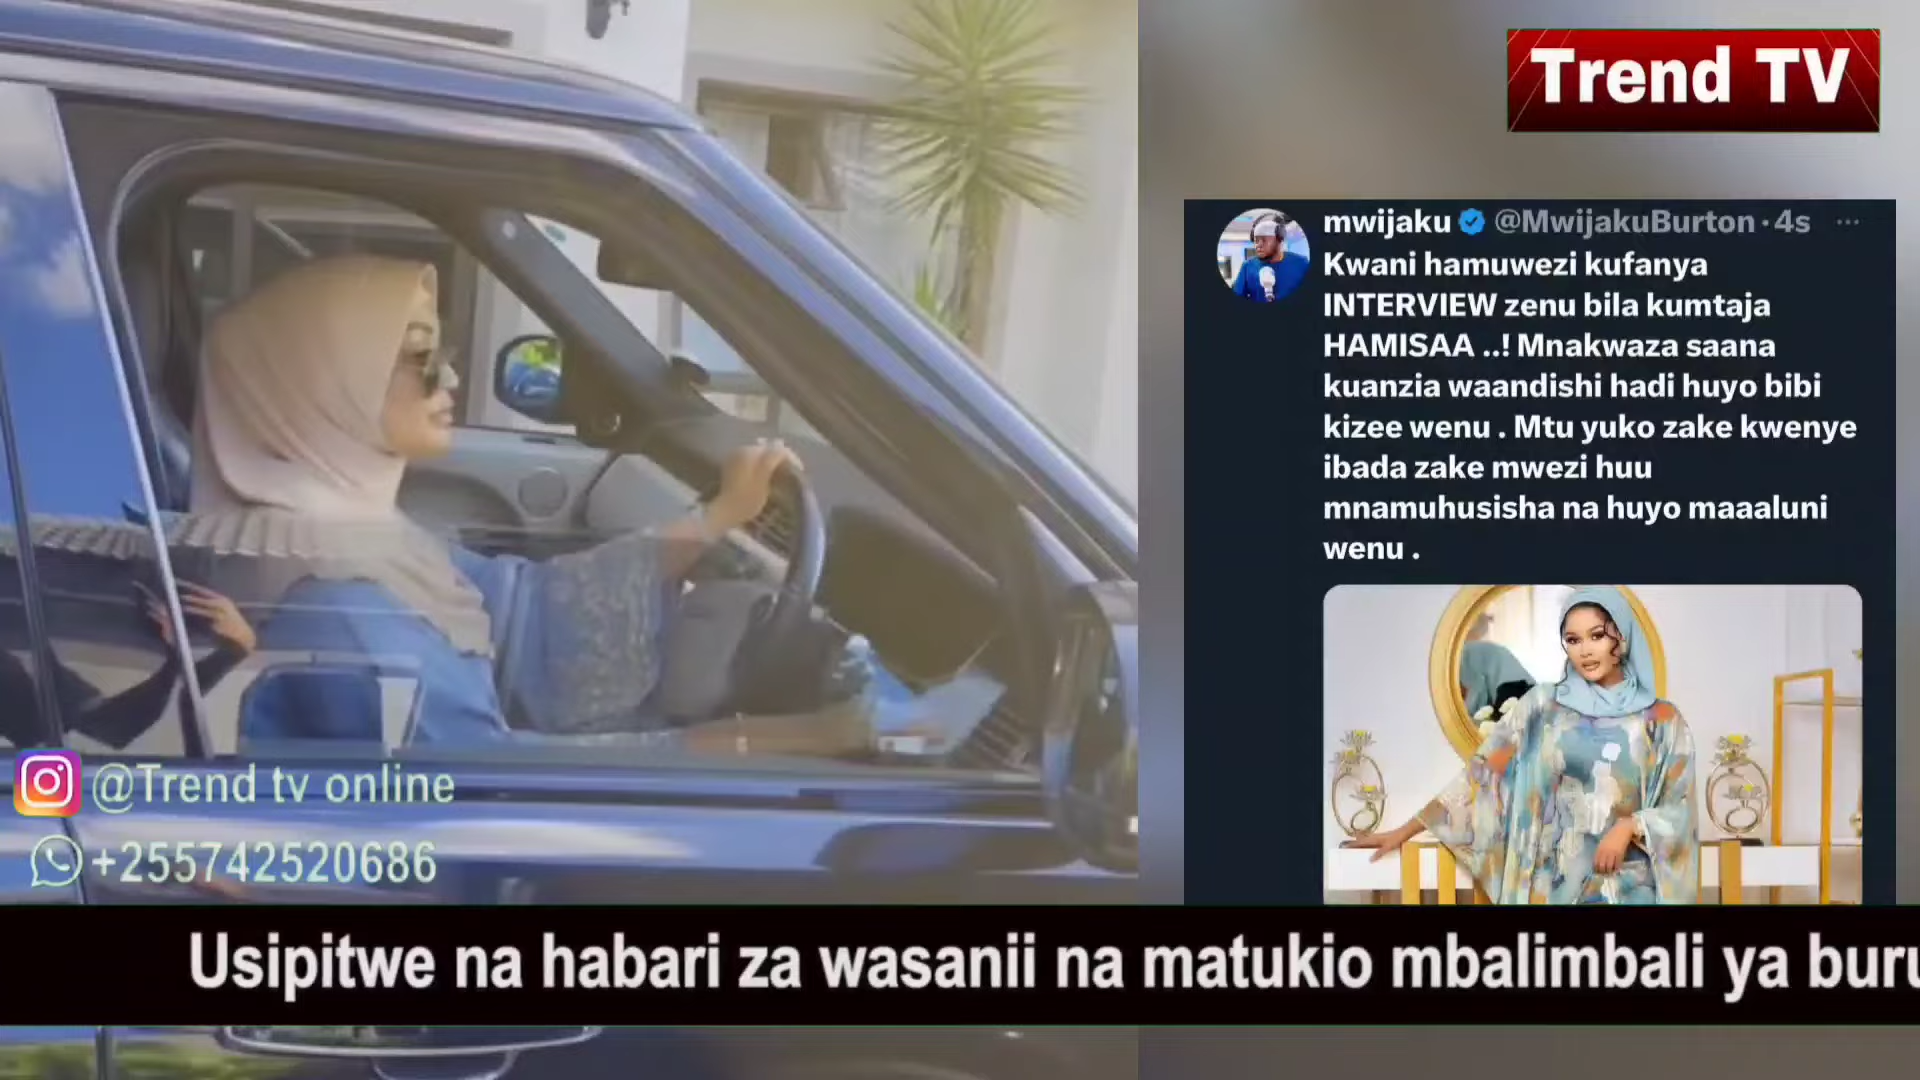 Trend TV
mwijaku @MwijakuBurton · 4s
Kwani hamuwezi kufanya
INTERVIEW zenu bila kumtaja
HAMISAA ..! Mnakwaza saana
kuanzia waandishi hadi huyo bibi
kizee wenu . Mtu yuko zake kwenye
ibada zake mwezi huu
mnamuhusisha na huyo maaaluni
wenu .
@Trend tv online
+255742520686
Usipitwe na habari za wasanii na matukio mbalimbali ya buru